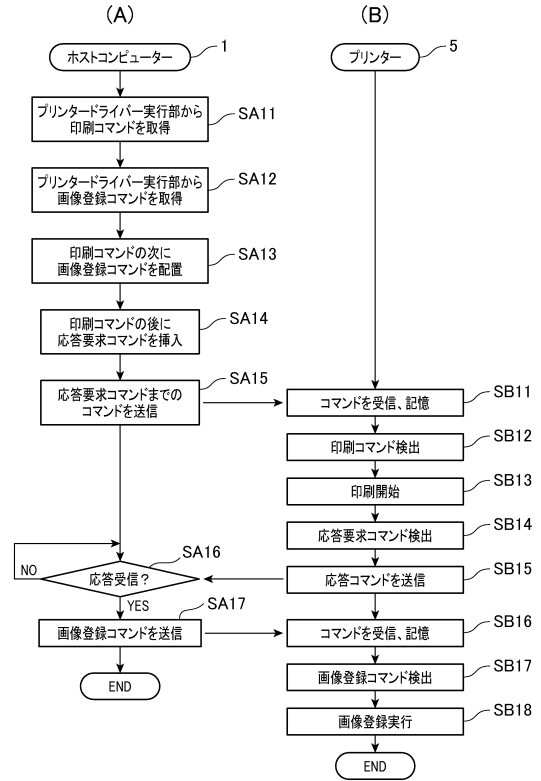 (A)
(B)
ホストコンピューター
1
プリンター
5
プリンタードライバー実行部から
印刷コマンドを取得
SA11
プリンタードライバー実行部から
画像登録コマンドを取得
SA12
印刷コマンドの次に
画像登録コマンドを配置
SA13
印刷コマンドの後に
応答要求コマンドを挿入
SA14
応答要求コマンドまでの
コマンドを送信
SA15
コマンドを受信、記憶
SB11
印刷コマンド検出
SB12
印刷開始
SB13
応答要求コマンド検出
SB14
応答受信?
SA16
NO
YES
応答コマンドを送信
SB15
画像登録コマンドを送信
SA17
コマンドを受信、記憶
SB16
画像登録コマンド検出
SB17
画像登録実行
SB18
END
END